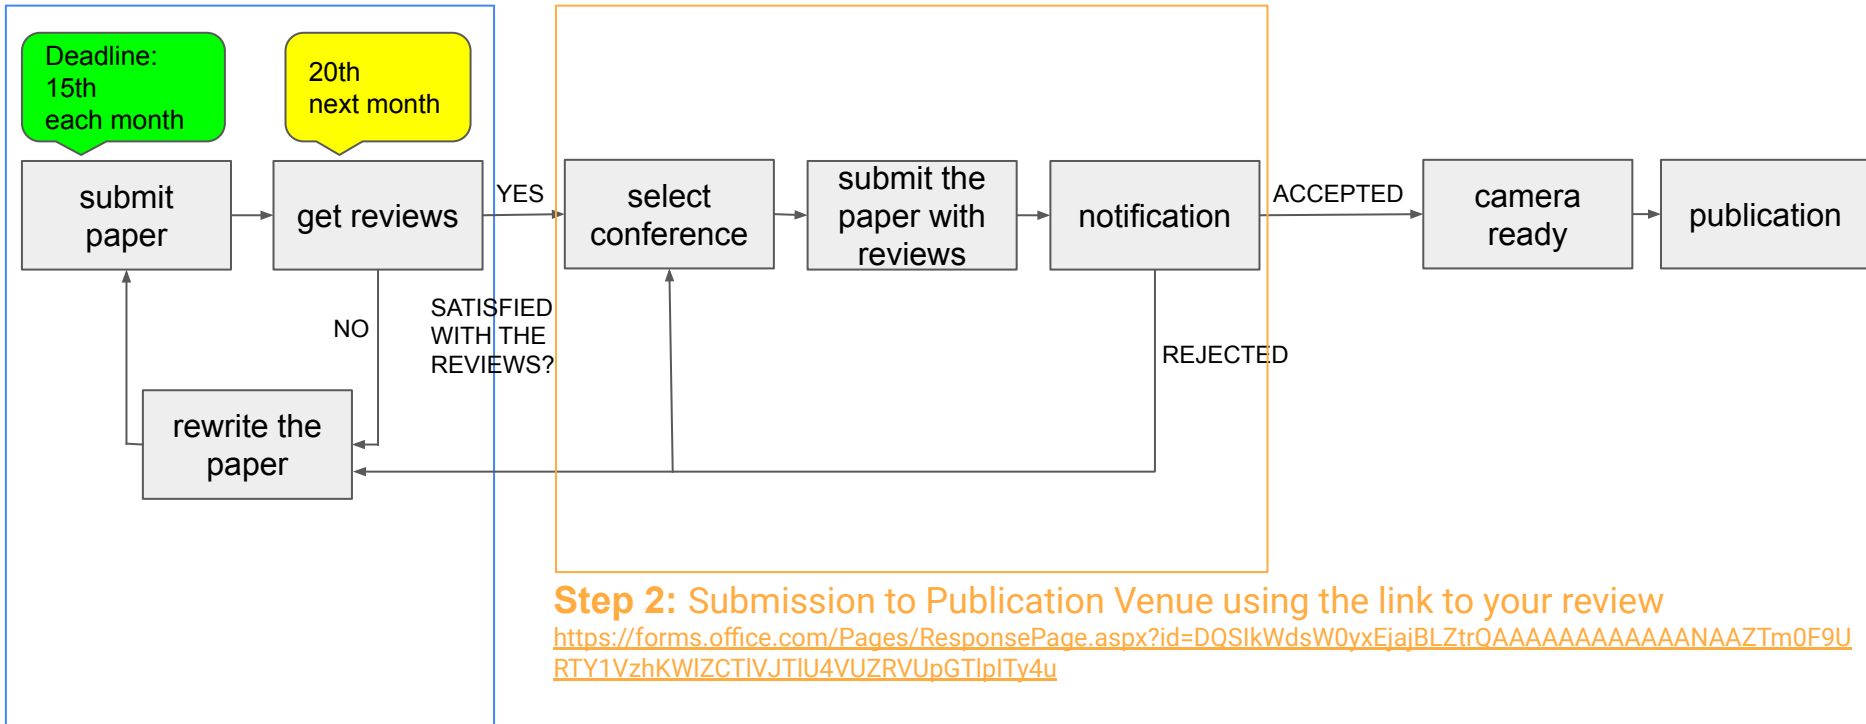 Deadline:
15th
each month
20th
next month
submit
paper
get reviews
YES
select
conference
submit the
paper with
reviews
notification
ACCEPTED
camera
ready
publication
NO
SATISFIED
WITH THE
REVIEWS?
REJECTED
rewrite the
paper
Step 2: Submission to Publication Venue using the link to your review
https://forms.office.com/Pages/ResponsePage.aspx?id=DQSIkWdsW0yxEjajBLZtrQAAAAAAAAAAAANAAZTm0F9U
RTY1VzhKWlZCTlVJTlU4VUZRVUpGTlpITy4u